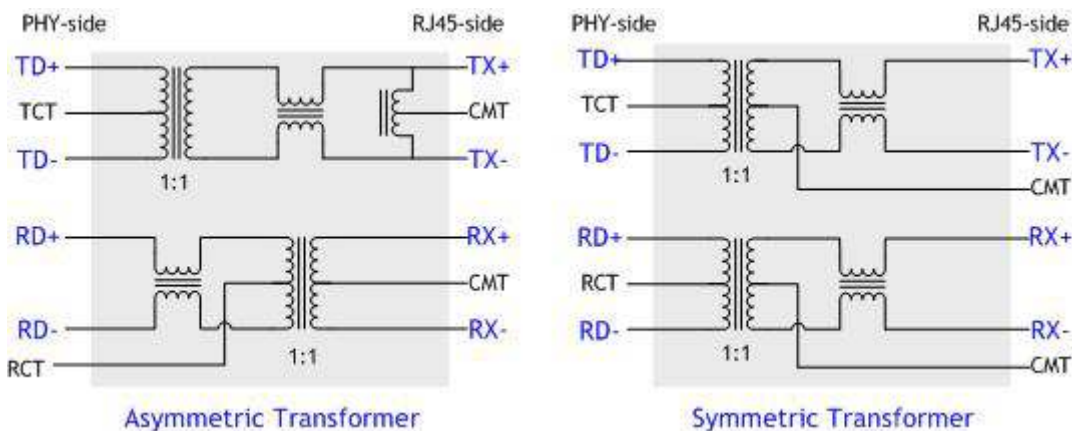 PHY-side
RJ45-side
TD+
TX+
TCT
CMT
TD-
TX-
1:1
RD+
RX+
CMT
RD-
RX-
RCT
1:1
Asymmetric Transformer
PHY-side
RJ45-side
TD+
TX+
TCT
TD-
TX-
1:1
CMT
RD+
RX+
RCT
RD-
RX-
1:1
CMT
Symmetric Transformer